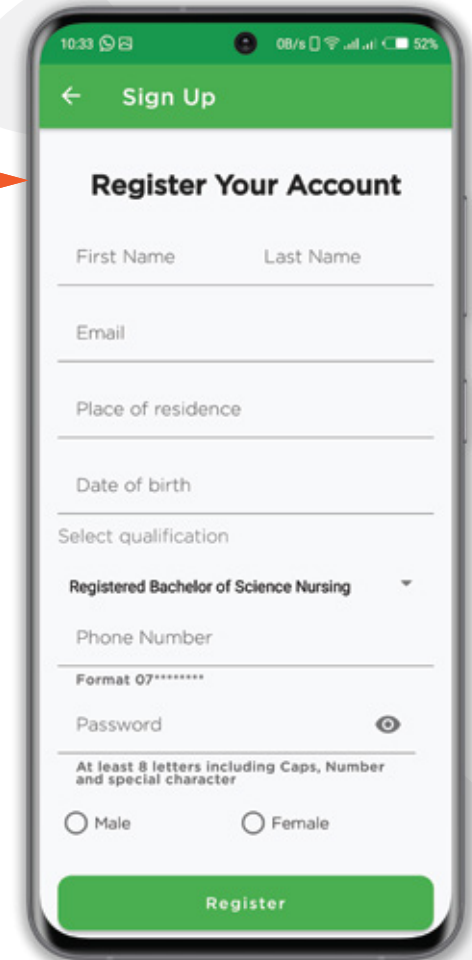 10:33 0B/s 52%
Sign Up
Register Your Account
First Name Last Name
Email
Place of residence
Date of birth
Select qualification
Registered Bachelor of Science Nursing
Phone Number
Format 07********
Password
At least 8 letters including Caps, Number
and special character
Male Female
Register